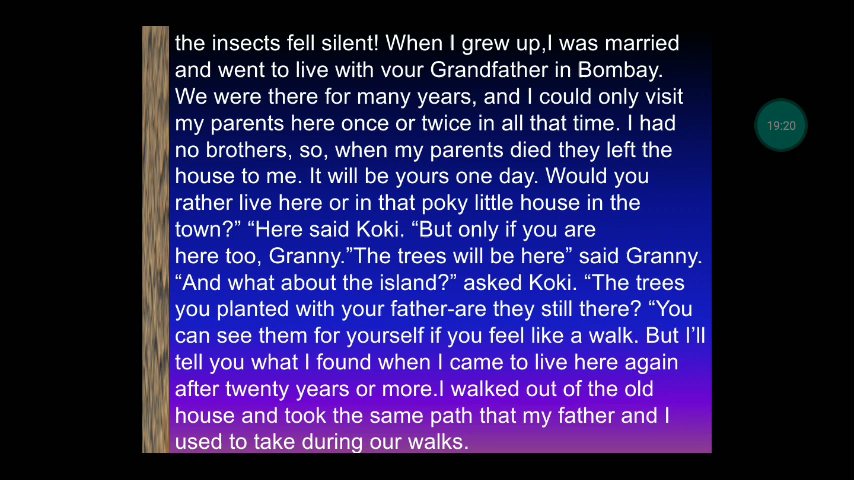 the insects fell silent! When I grew up,I was married
and went to live with vour Grandfather in Bombay.
We were there for many years, and I could only visit
my parents here once or twice in all that time. I had
no brothers, so, when my parents died they left the
house to me. It will be yours one day. Would you
rather live here or in that poky little house in the
town?” “Here said Koki. “But only if you are
here too, Granny.”The trees will be here” said Granny.
“And what about the island?” asked Koki. “The trees
you planted with your father-are they still there? “You
can see them for yourself if you feel like a walk. But I’ll
tell you what I found when I came to live here again
after twenty years or more.I walked out of the old
house and took the same path that my father and I
used to take during our walks.
19:20